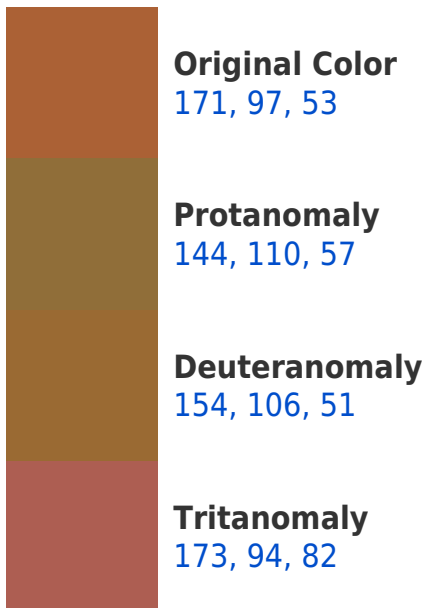 Original Color
171, 97, 53
Protanomaly
144, 110, 57
Deuteranomaly
154, 106, 51
Tritanomaly
173, 94, 82